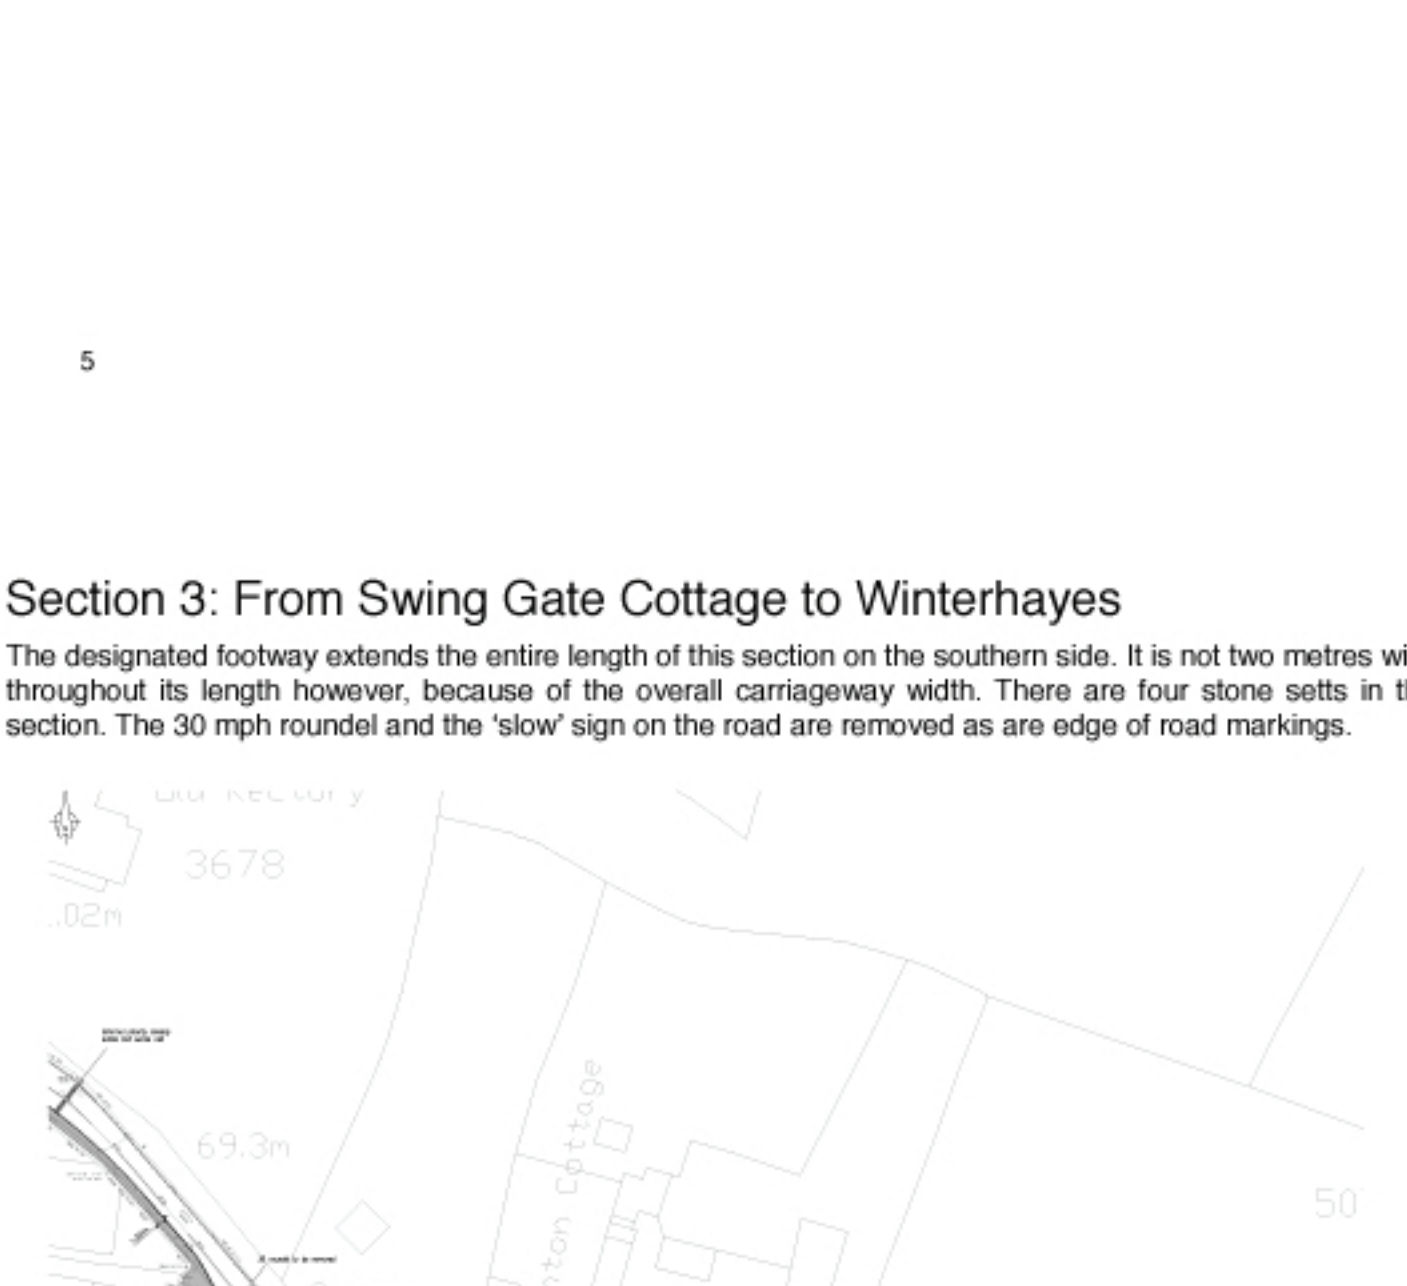 5
Section 3: From Swing Gate Cottage to Winterhayes
The designated footway extends the entire length of this section on the southern side. It is not two metres wi
throughout its length however, because of the overall carriageway width. There are four stone setts in th
section. The 30 mph roundel and the ‘slow’ sign on the road are removed as are edge of road markings.
3678
.02m
69.3m
nton Cottage
50